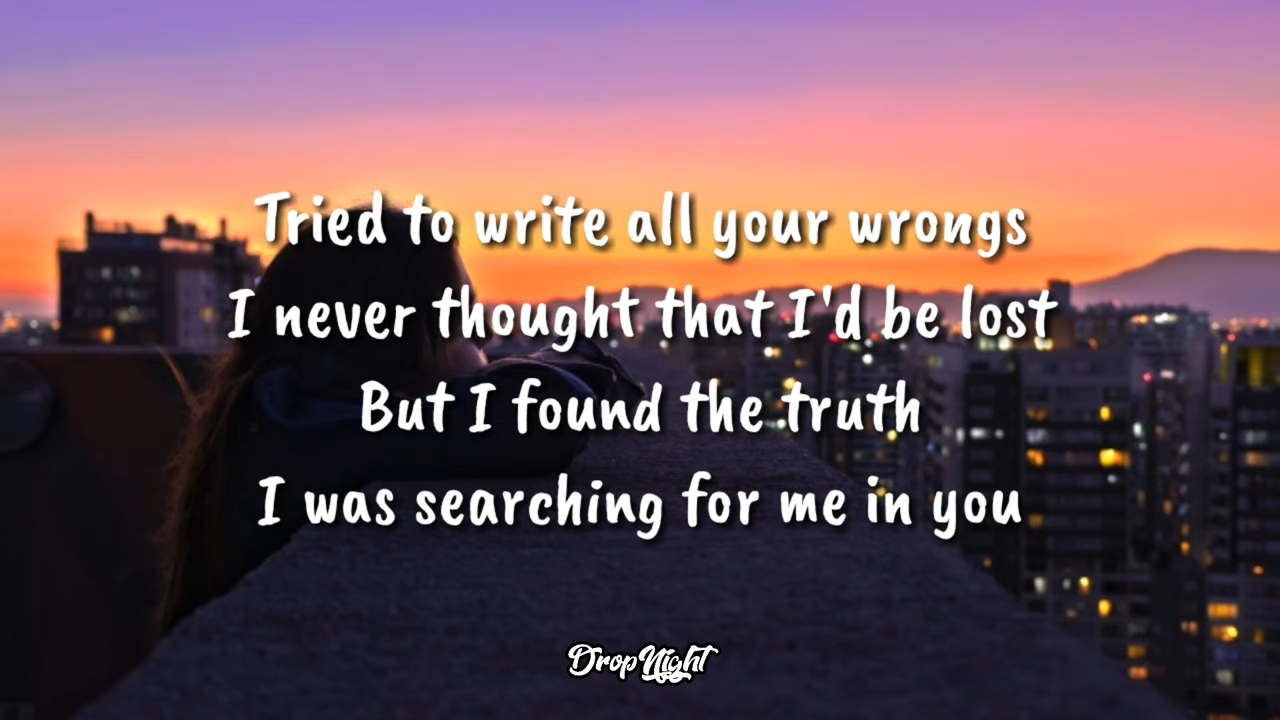 Tried to write all your wrongs
I never thought that I'd be lost
But I found the truth
I was searching for me in you
DropNight